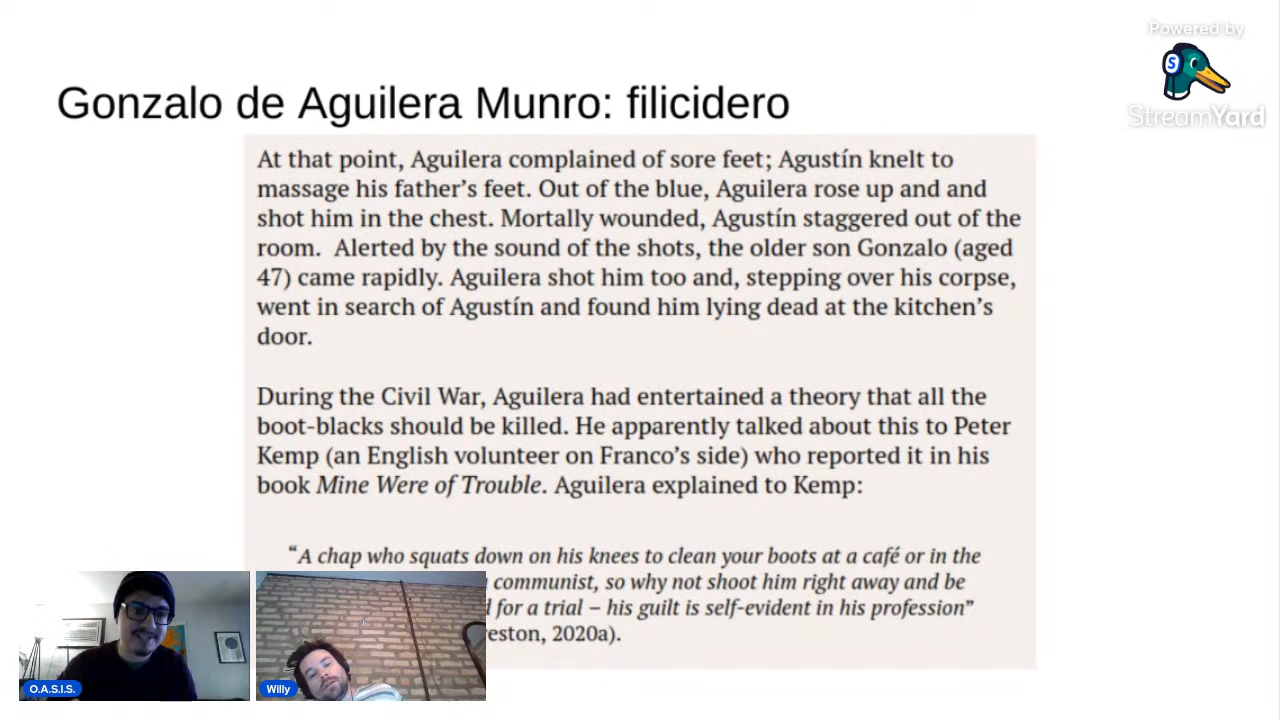 Powered by
StreamYard
Gonzalo de Aguilera Munro: filicidero
At that point, Aguilera complained of sore feet; Agustín knelt to
massage his father's feet. Out of the blue, Aguilera rose up and and
shot him in the chest. Mortally wounded, Agustín staggered out of the
room. Alerted by the sound of the shots, the older son Gonzalo (aged
47) came rapidly. Aguilera shot him too and, stepping over his corpse,
went in search of Agustín and found him lying dead at the kitchen's
door.
During the Civil War, Aguilera had entertained a theory that all the
boot-blacks should be killed. He apparently talked about this to Peter
Kemp (an English volunteer on Franco's side) who reported it in his
book Mine Were of Trouble. Aguilera explained to Kemp:
“A chap who squats down on his knees to clean your boots at a café or in the
communist, so why not shoot him right away and be
for a trial – his guilt is self-evident in his profession”
reston, 2020a).
O.A.S.I.S.
Willy